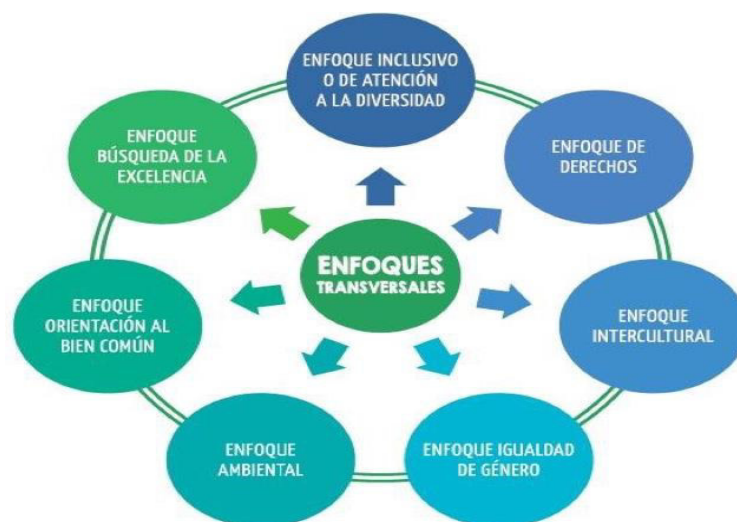 ENFOQUE INCLUSIVO
O DE ATENCIÓN
A LA DIVERSIDAD
ENFOQUE DE
DERECHOS
ENFOQUE
INTERCULTURAL
ENFOQUE IGUALDAD
DE GÉNERO
ENFOQUE
AMBIENTAL
ENFOQUE
ORIENTACIÓN AL
BIEN COMÚN
ENFOQUE
BÚSQUEDA DE LA
EXCELENCIA
ENFOQUES
TRANSVERSALES